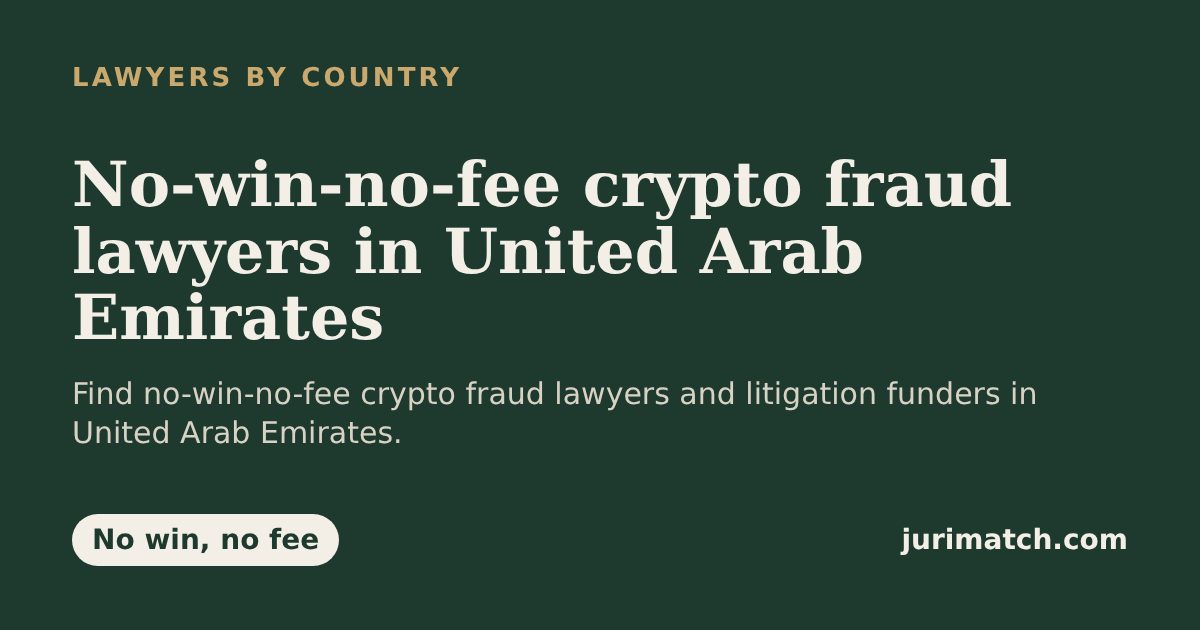 LAWYERS BY COUNTRY
No-win-no-fee crypto fraud
lawyers in United Arab
Emirates
Find no-win-no-fee crypto fraud lawyers and litigation funders in
United Arab Emirates.
No win, no fee
jurimatch.com